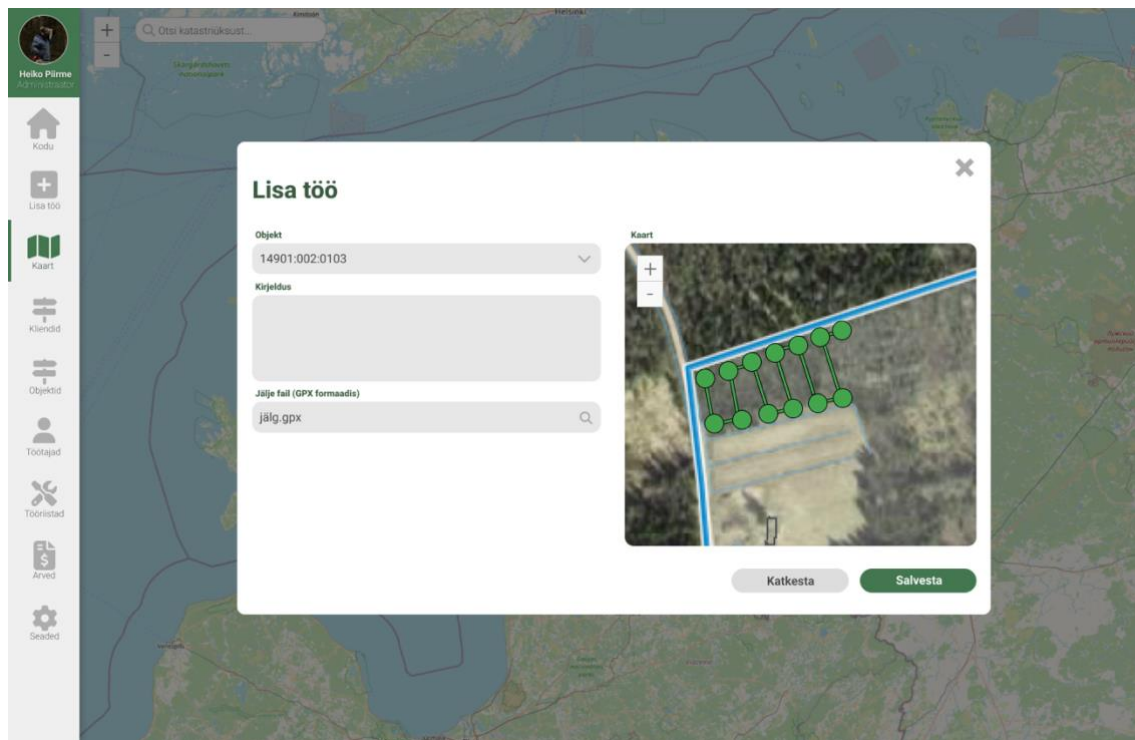 Heiko Piirme
Administraator
Kodu
Lisa töö
Kaart
Kliendid
Objektid
Töötajad
Tööriistad
Arved
Seaded
+
-
Otsi katastriüksust...
Helsinki
Lisa töö
Objekt
14901:002:0103
Kirjeldus
Jälje fail (GPX formaadis)
jälg.gpx
Kaart
+
-
Katkesta
Salvesta